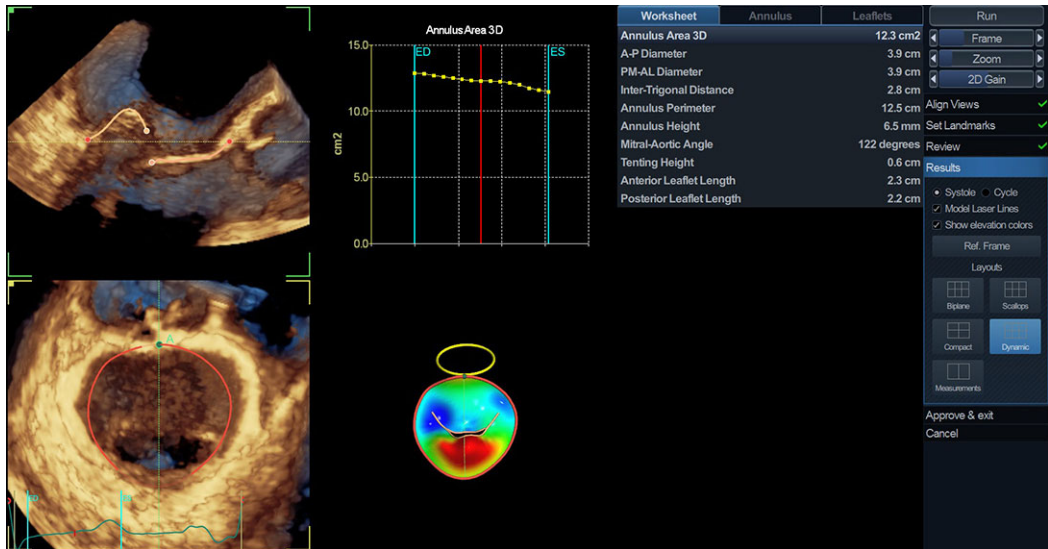 Worksheet Annulus Leaflets
Annulus Area 3D 12.3 cm2
A-P Diameter 3.9 cm
PM-AL Diameter 3.9 cm
Inter-Trigonal Distance 2.8 cm
Annulus Perimeter 12.5 cm
Annulus Height 6.5 mm
Mitral-Aortic Angle 122 degrees
Tenting Height 0.6 cm
Anterior Leaflet Length 2.3 cm
Posterior Leaflet Length 2.2 cm
Annulus Area 3D
15.0
ED
ES
10.0
cm2
5.0
0.0
A
ED
ES
Run
Frame
Zoom
2D Gain
Align Views
Set Landmarks
Review
Results
Systole Cycle
Model Laser Lines
Show elevation colors
Ref. Frame
Layouts
Biplane Scallops
Compact Dynamic
Measurements
Approve & exit
Cancel